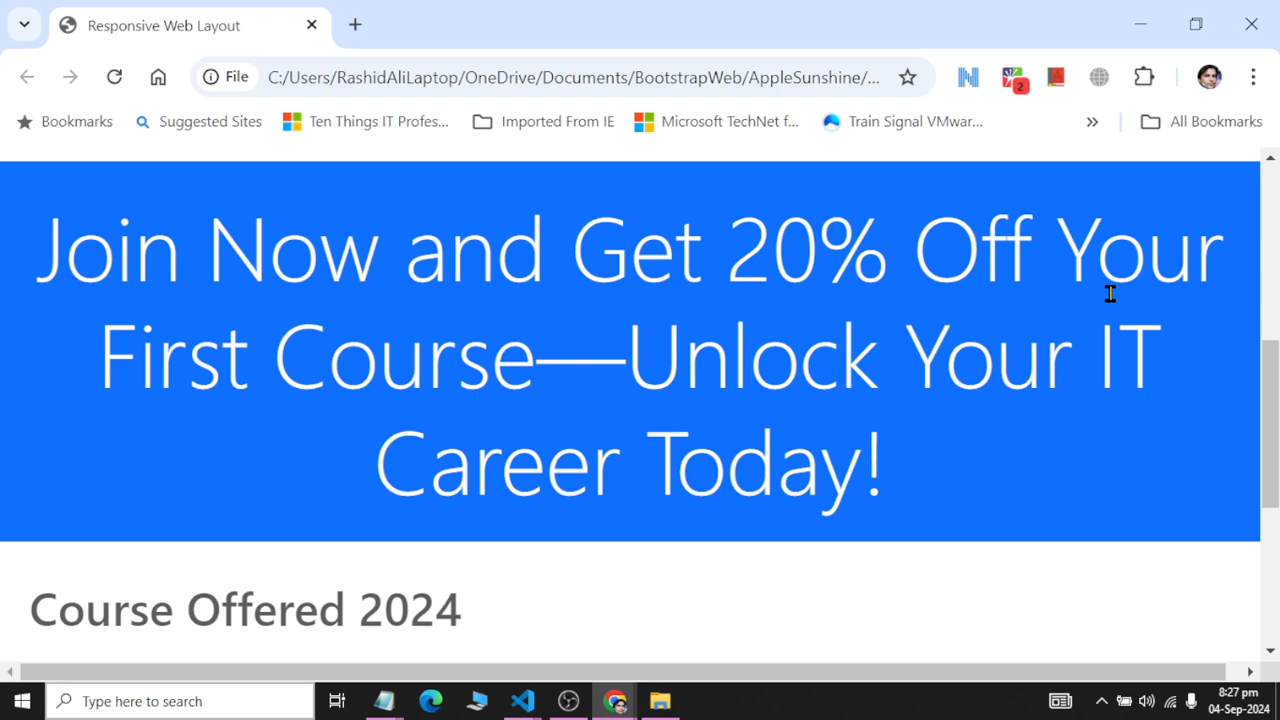 Responsive Web Layout
File C:/Users/RashidAliLaptop/OneDrive/Documents/BootstrapWeb/AppleSunshine/...
2
Bookmarks Suggested Sites Ten Things IT Profes... Imported From IE Microsoft TechNet f... Train Signal VMwar... » All Bookmarks
Join Now and Get 20% Off Your
First Course—Unlock Your IT
Career Today!
Course Offered 2024
Type here to search
8:27 pm
04-Sep-2024